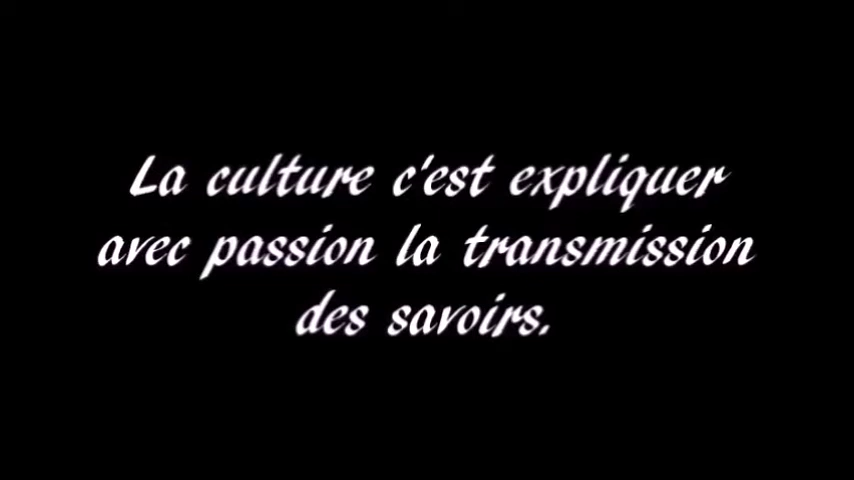 La culture c'est expliquer
avec passion la transmission
des savoirs.